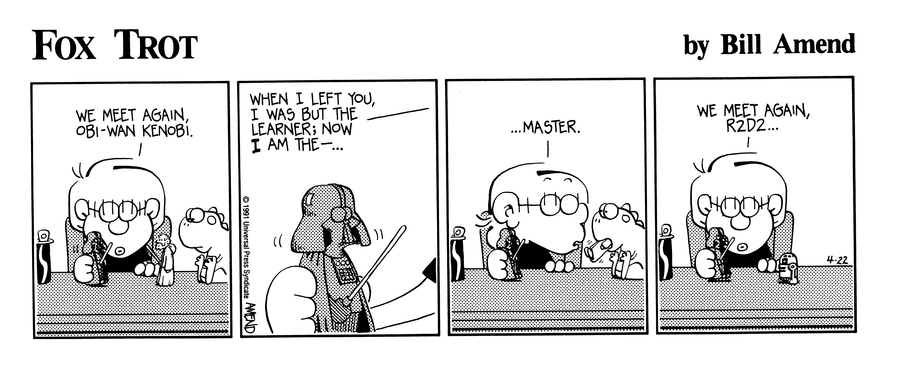 FOX TROT
by Bill Amend
WE MEET AGAIN,
OBI-WAN KENOBI.
WHEN I LEFT YOU,
I WAS BUT THE
LEARNER; NOW
I AM THE—...
© 1991 Universal Press Syndicate
AMEND
...MASTER.
WE MEET AGAIN,
R2D2...
4-22